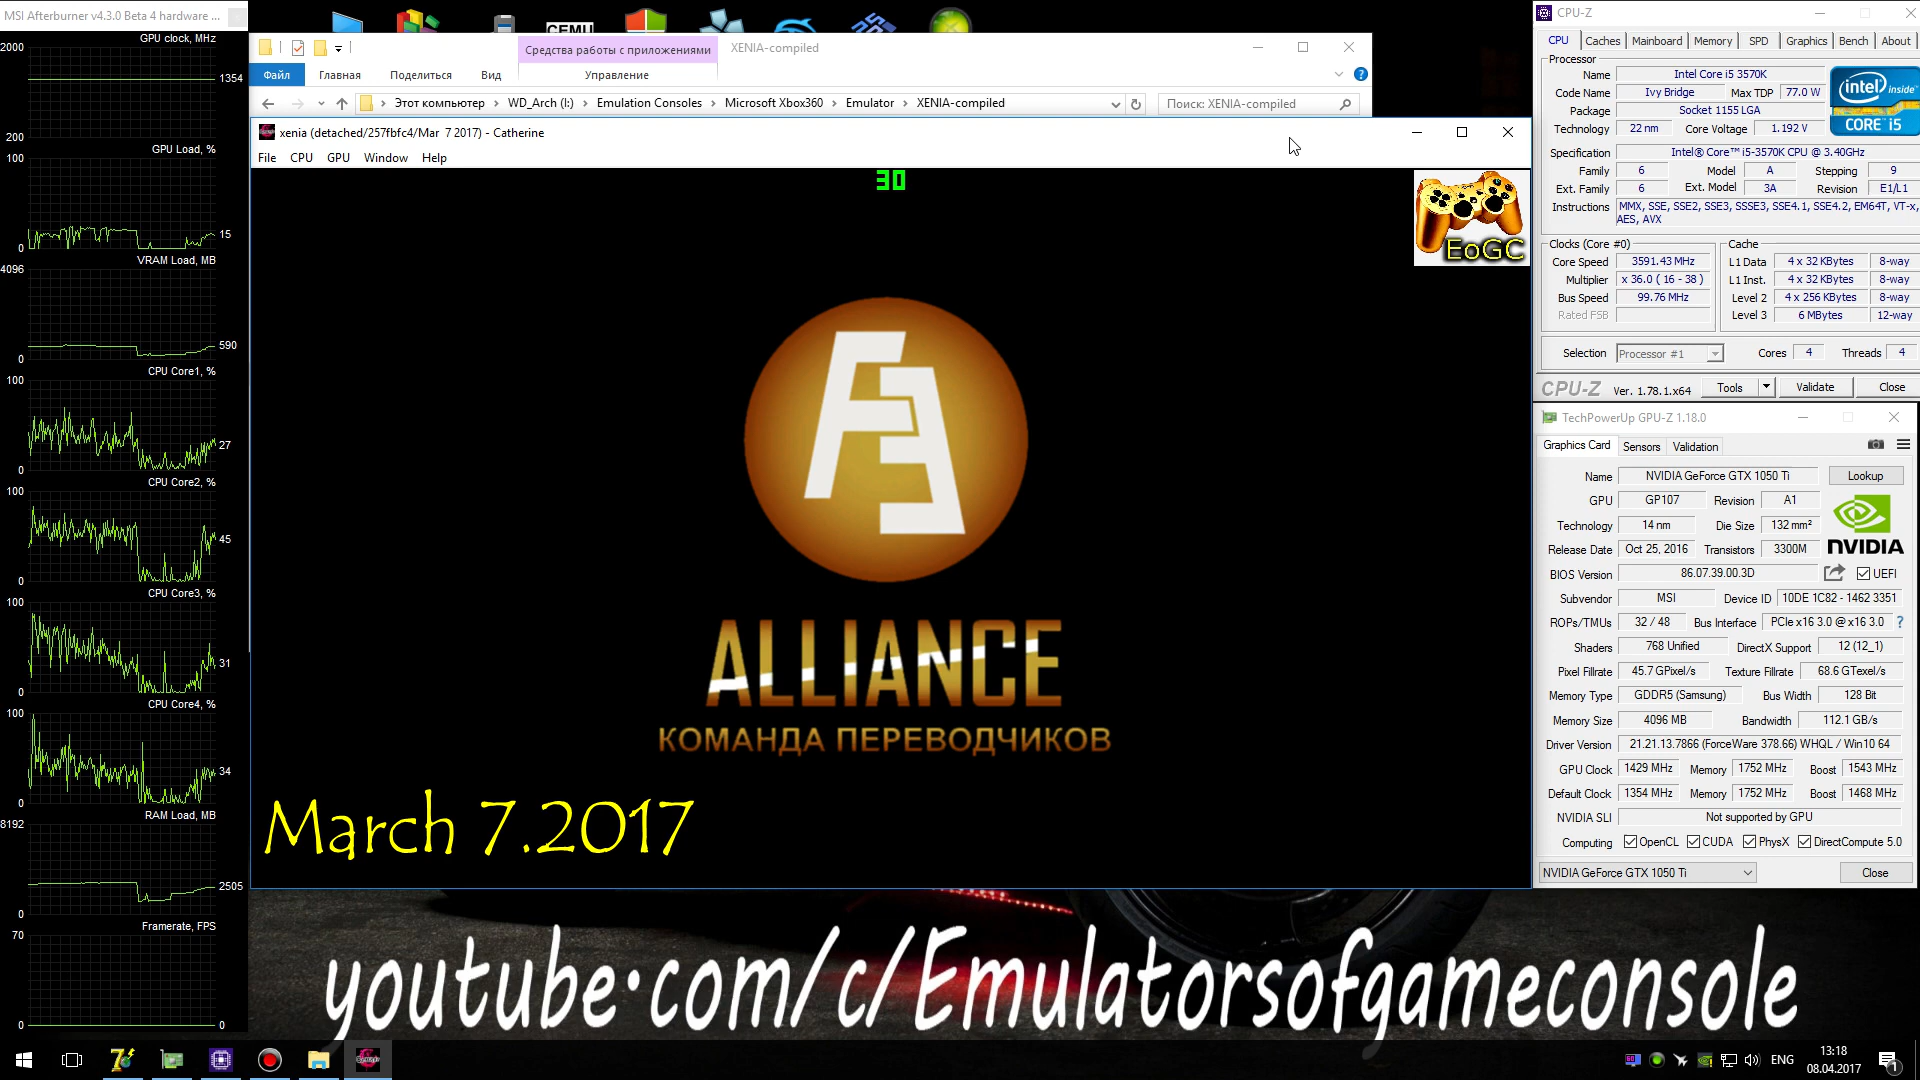 MSI Afterburner v4.3.0 Beta 4 hardware ...
GPU clock, MHz
2000
1354
200
GPU Load, %
100
15
0
VRAM Load, MB
4096
590
0
CPU Core1, %
100
27
0
CPU Core2, %
100
45
0
CPU Core3, %
100
31
0
CPU Core4, %
100
34
0
RAM Load, MB
8192
2505
0
Framerate, FPS
70
0
0
CEMU
Средства работы с приложениями
XENIA-compiled
Файл
Главная
Поделиться
Вид
Управление
Этот компьютер > WD_Arch (I:) > Emulation Consoles > Microsoft Xbox360 > Emulator > XENIA-compiled
Поиск: XENIA-compiled
xenia (detached/257fbfc4/Mar 7 2017) - Catherine
File CPU GPU Window Help
30
EoGC
ALLIANCE
КОМАНДА ПЕРЕВОДЧИКОВ
March 7.2017
youtube.com/c/Emulatorsofgameconsole
CPU-Z
CPU Caches Mainboard Memory SPD Graphics Bench About
Processor
Name Intel Core i5 3570K
Code Name Ivy Bridge Max TDP 77.0 W
Package Socket 1155 LGA
Technology 22 nm Core Voltage 1.192 V
intel inside
CORE i5
Specification Intel® Core™ i5-3570K CPU @ 3.40GHz
Family 6 Model A Stepping 9
Ext. Family 6 Ext. Model 3A Revision E1/L1
Instructions MMX, SSE, SSE2, SSE3, SSSE3, SSE4.1, SSE4.2, EM64T, VT-x,
AES, AVX
Clocks (Core #0)
Core Speed 3591.43 MHz
Multiplier x 36.0 ( 16 - 38 )
Bus Speed 99.76 MHz
Rated FSB
Cache
L1 Data 4 x 32 KBytes 8-way
L1 Inst. 4 x 32 KBytes 8-way
Level 2 4 x 256 KBytes 8-way
Level 3 6 MBytes 12-way
Selection Processor #1 Cores 4 Threads 4
CPU-Z Ver. 1.78.1.x64 Tools Validate Close
TechPowerUp GPU-Z 1.18.0
Graphics Card Sensors Validation
Name NVIDIA GeForce GTX 1050 Ti Lookup
GPU GP107 Revision A1
Technology 14 nm Die Size 132 mm²
Release Date Oct 25, 2016 Transistors 3300M
NVIDIA
BIOS Version 86.07.39.00.3D UEFI
Subvendor MSI Device ID 10DE 1C82 - 1462 3351
ROPs/TMUs 32 / 48 Bus Interface PCIe x16 3.0 @ x16 3.0 ?
Shaders 768 Unified DirectX Support 12 (12_1)
Pixel Fillrate 45.7 GPixel/s Texture Fillrate 68.6 GTexel/s
Memory Type GDDR5 (Samsung) Bus Width 128 Bit
Memory Size 4096 MB Bandwidth 112.1 GB/s
Driver Version 21.21.13.7866 (ForceWare 378.66) WHQL / Win10 64
GPU Clock 1429 MHz Memory 1752 MHz Boost 1543 MHz
Default Clock 1354 MHz Memory 1752 MHz Boost 1468 MHz
NVIDIA SLI Not supported by GPU
Computing OpenCL CUDA PhysX DirectCompute 5.0
NVIDIA GeForce GTX 1050 Ti Close
ENG
13:18
08.04.2017
1